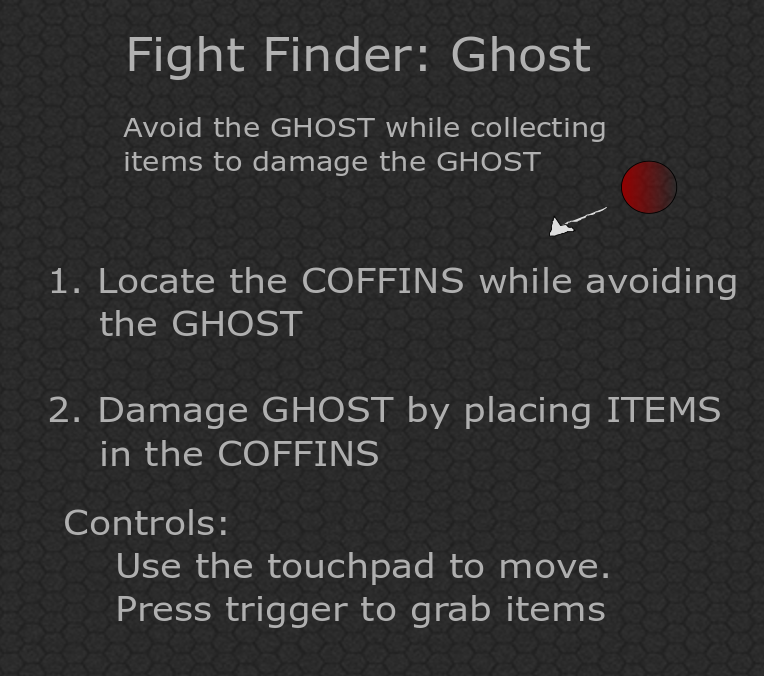 Fight Finder: Ghost
Avoid the GHOST while collecting
items to damage the GHOST
1. Locate the COFFINS while avoiding
the GHOST
2. Damage GHOST by placing ITEMS
in the COFFINS
Controls:
Use the touchpad to move.
Press trigger to grab items